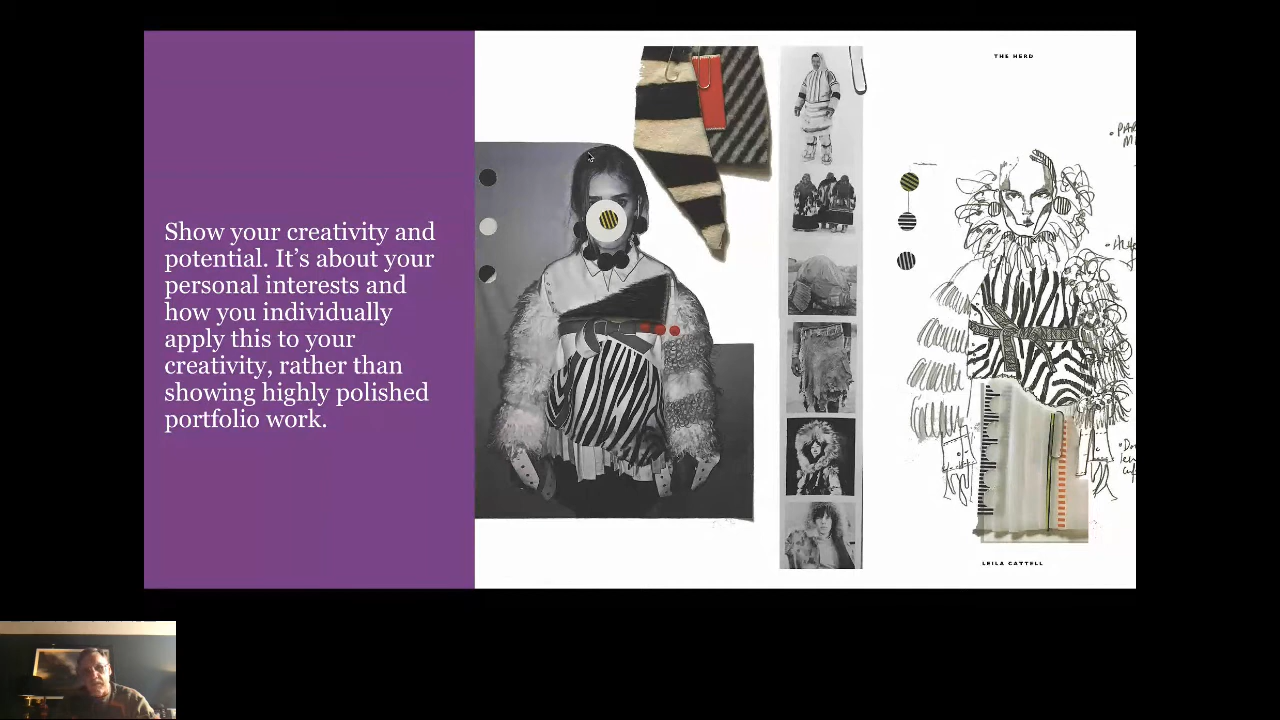 Show your creativity and
potential. It’s about your
personal interests and
how you individually
apply this to your
creativity, rather than
showing highly polished
portfolio work.
THE HERD
LEILA CATTELL